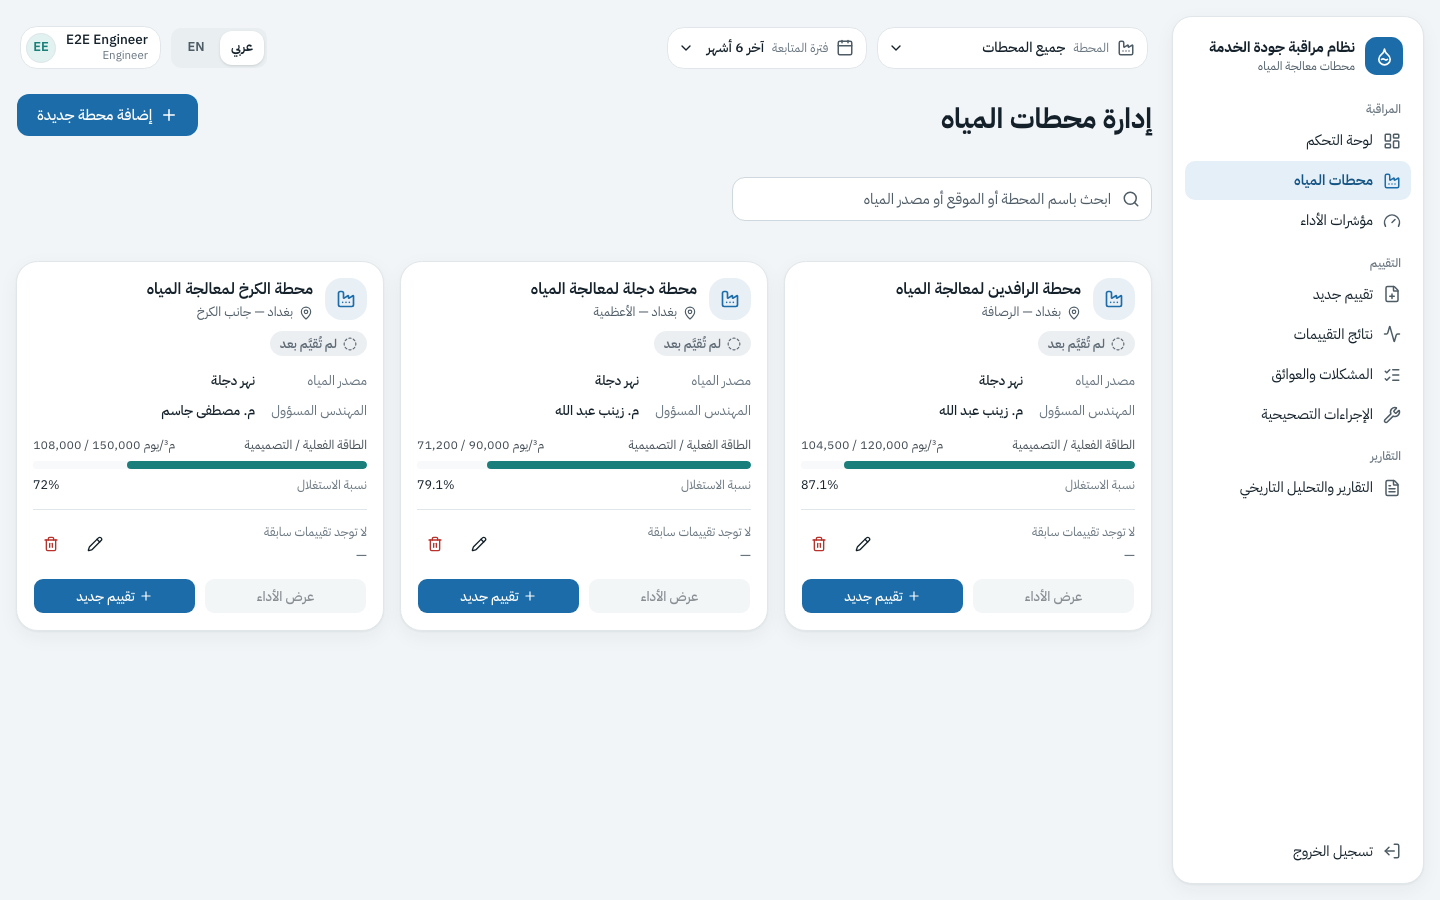 نظام مراقبة جودة الخدمة
محطات معالجة المياه
المراقبة
لوحة التحكم
محطات المياه
مؤشرات الأداء
التقييم
تقييم جديد
نتائج التقييمات
المشكلات والعوائق
الإجراءات التصحيحية
التقارير
التقارير والتحليل التاريخي
تسجيل الخروج
المحطة جميع المحطات
فترة المتابعة آخر 6 أشهر
عربي
EN
E2E Engineer
Engineer
EE
إدارة محطات المياه
إضافة محطة جديدة
ابحث باسم المحطة أو الموقع أو مصدر المياه
محطة الرافدين لمعالجة المياه
بغداد — الرصافة
لم تُقيَّم بعد
مصدر المياه نهر دجلة
المهندس المسؤول م. زينب عبد الله
الطاقة الفعلية / التصميمية 104,500 / 120,000 م³/يوم
نسبة الاستغلال 87.1%
لا توجد تقييمات سابقة
—
عرض الأداء
تقييم جديد
محطة دجلة لمعالجة المياه
بغداد — الأعظمية
لم تُقيَّم بعد
مصدر المياه نهر دجلة
المهندس المسؤول م. زينب عبد الله
الطاقة الفعلية / التصميمية 71,200 / 90,000 م³/يوم
نسبة الاستغلال 79.1%
لا توجد تقييمات سابقة
—
عرض الأداء
تقييم جديد
محطة الكرخ لمعالجة المياه
بغداد — جانب الكرخ
لم تُقيَّم بعد
مصدر المياه نهر دجلة
المهندس المسؤول م. مصطفى جاسم
الطاقة الفعلية / التصميمية 108,000 / 150,000 م³/يوم
نسبة الاستغلال 72%
لا توجد تقييمات سابقة
—
عرض الأداء
تقييم جديد